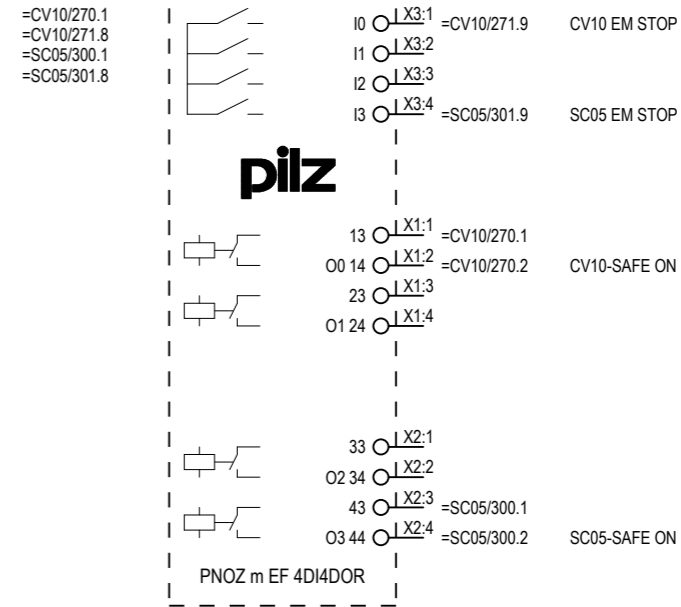 =CV10/270.1
=CV10/271.8
=SC05/300.1
=SC05/301.8
I0 X3:1 =CV10/271.9 CV10 EM STOP
I1 X3:2
I2 X3:3
I3 X3:4 =SC05/301.9 SC05 EM STOP
pilz
13 X1:1 =CV10/270.1
O0 14 X1:2 =CV10/270.2 CV10-SAFE ON
23 X1:3
O1 24 X1:4
33 X2:1
O2 34 X2:2
43 X2:3 =SC05/300.1
O3 44 X2:4 =SC05/300.2 SC05-SAFE ON
PNOZ m EF 4DI4DOR